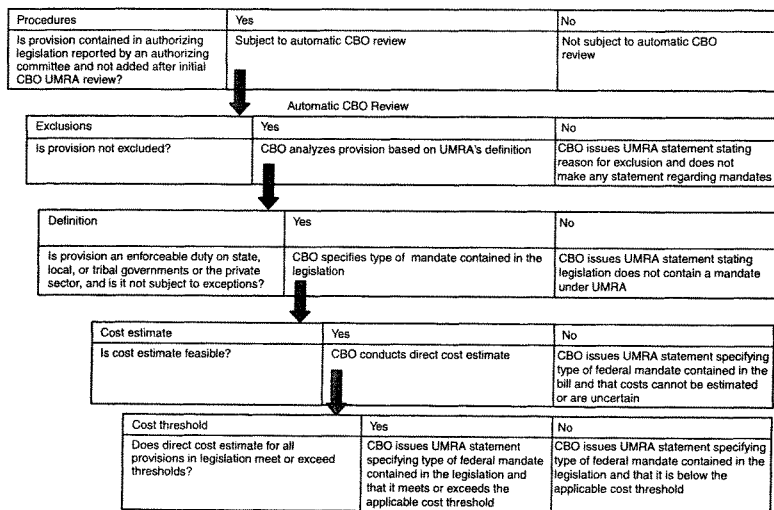 Procedures
Yes
No
Is provision contained in authorizing
legislation reported by an authorizing
committee and not added after initial
CBO UMRA review?
Subject to automatic CBO review
Not subject to automatic CBO
review
Automatic CBO Review
Exclusions
Yes
No
Is provision not excluded?
CBO analyzes provision based on UMRA's definition
CBO issues UMRA statement stating
reason for exclusion and does not
make any statement regarding mandates
Definition
Yes
No
Is provision an enforceable duty on state,
local, or tribal governments or the private
sector, and is it not subject to exceptions?
CBO specifies type of mandate contained in the
legislation
CBO issues UMRA statement stating
legislation does not contain a mandate
under UMRA
Cost estimate
Yes
No
Is cost estimate feasible?
CBO conducts direct cost estimate
CBO issues UMRA statement specifying
type of federal mandate contained in the
bill and that costs cannot be estimated
or are uncertain
Cost threshold
Yes
No
Does direct cost estimate for all
provisions in legislation meet or exceed
thresholds?
CBO issues UMRA statement
specifying type of federal mandate
contained in the legislation and
that it meets or exceeds the
applicable cost threshold
CBO issues UMRA statement specifying
type of federal mandate contained in the
legislation and that it is below the
applicable cost threshold